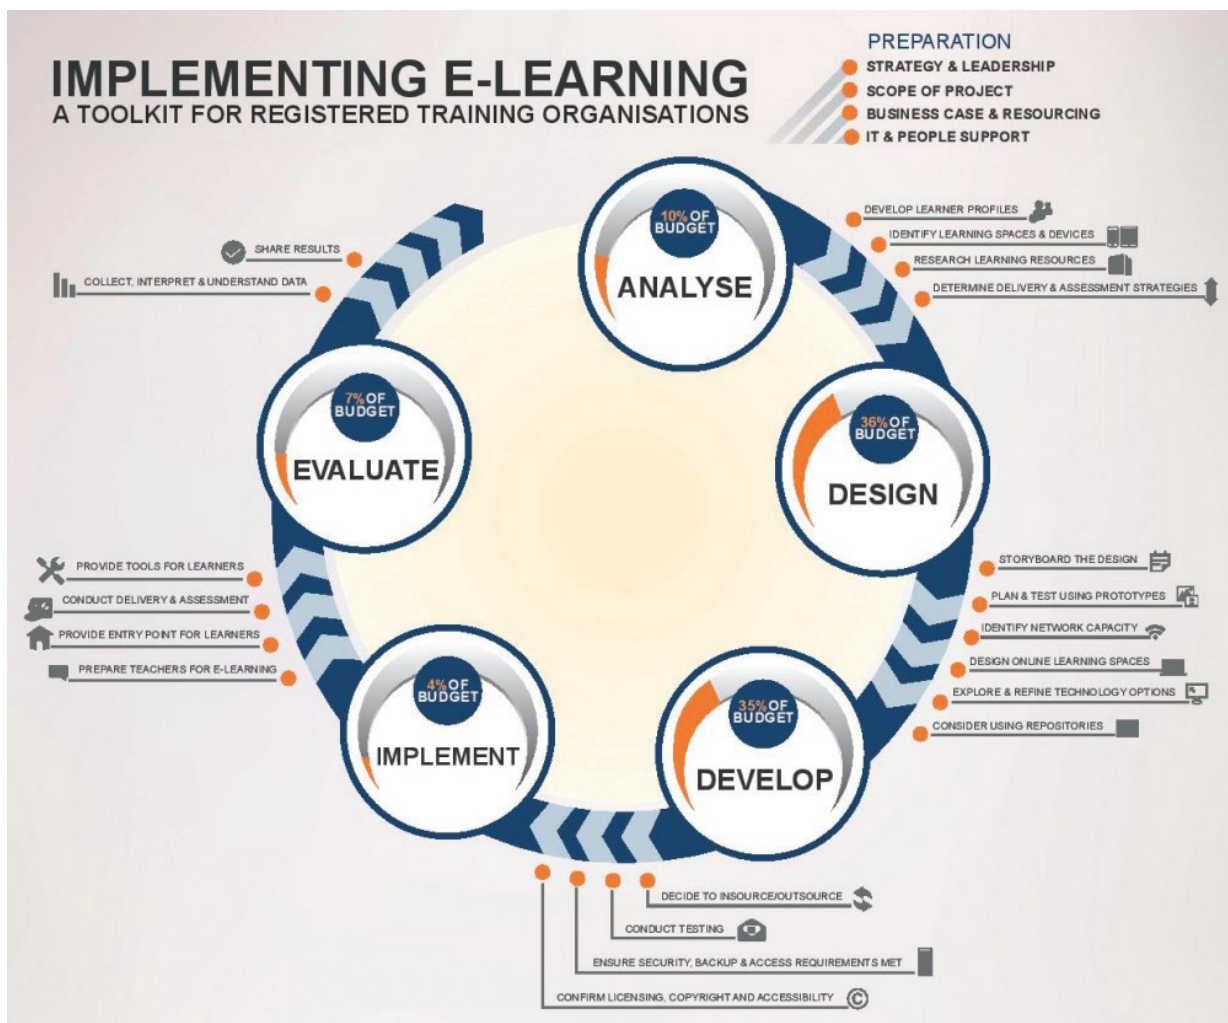 IMPLEMENTING E-LEARNING
A TOOLKIT FOR REGISTERED TRAINING ORGANISATIONS
PREPARATION
STRATEGY & LEADERSHIP
SCOPE OF PROJECT
BUSINESS CASE & RESOURCING
IT & PEOPLE SUPPORT
10% OF
BUDGET
ANALYSE
DEVELOP LEARNER PROFILES
IDENTIFY LEARNING SPACES & DEVICES
RESEARCH LEARNING RESOURCES
DETERMINE DELIVERY & ASSESSMENT STRATEGIES
36% OF
BUDGET
DESIGN
STORYBOARD THE DESIGN
PLAN & TEST USING PROTOTYPES
IDENTIFY NETWORK CAPACITY
DESIGN ONLINE LEARNING SPACES
EXPLORE & REFINE TECHNOLOGY OPTIONS
CONSIDER USING REPOSITORIES
35% OF
BUDGET
DEVELOP
DECIDE TO INSOURCE/OUTSOURCE
CONDUCT TESTING
ENSURE SECURITY, BACKUP & ACCESS REQUIREMENTS MET
CONFIRM LICENSING, COPYRIGHT AND ACCESSIBILITY
©
4% OF
BUDGET
IMPLEMENT
PROVIDE TOOLS FOR LEARNERS
CONDUCT DELIVERY & ASSESSMENT
PROVIDE ENTRY POINT FOR LEARNERS
PREPARE TEACHERS FOR E-LEARNING
7% OF
BUDGET
EVALUATE
SHARE RESULTS
COLLECT, INTERPRET & UNDERSTAND DATA